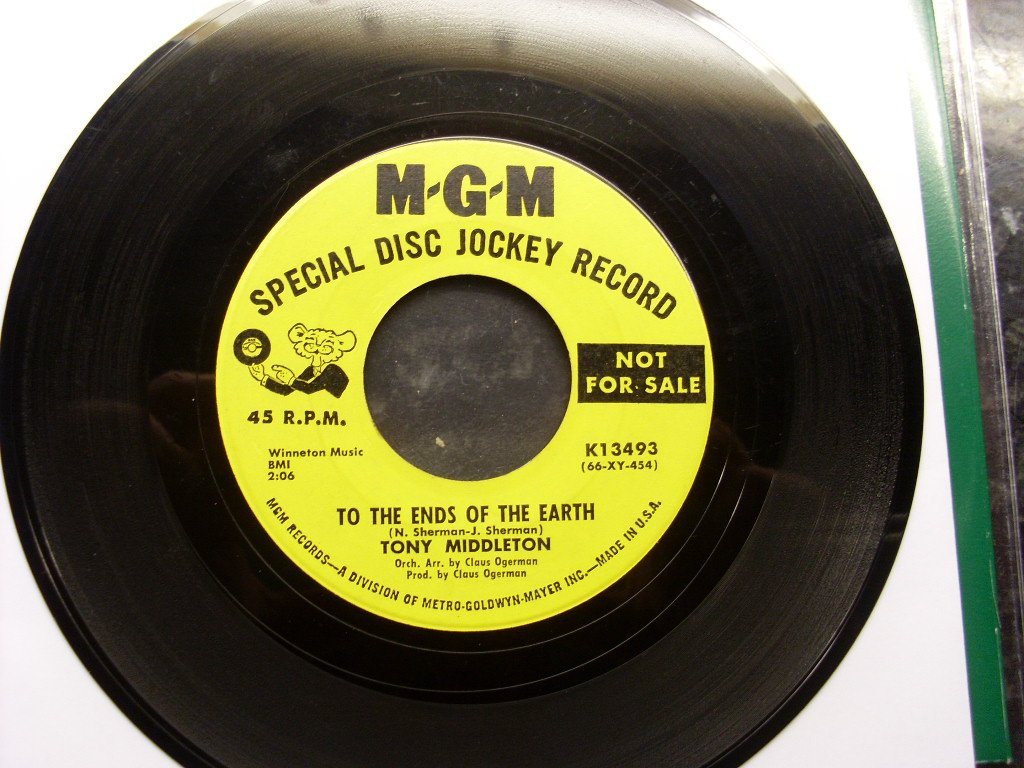 M-G-M
SPECIAL DISC JOCKEY RECORD
NOT
FOR SALE
45 R.P.M.
Winneton Music
BMI
2:06
K13493
(66-XY-454)
TO THE ENDS OF THE EARTH
(N. Sherman-J. Sherman)
TONY MIDDLETON
Orch. Arr. by Claus Ogerman
Prod. by Claus Ogerman
MGM RECORDS—A DIVISION OF METRO-GOLDWYN-MAYER INC.—MADE IN U.S.A.